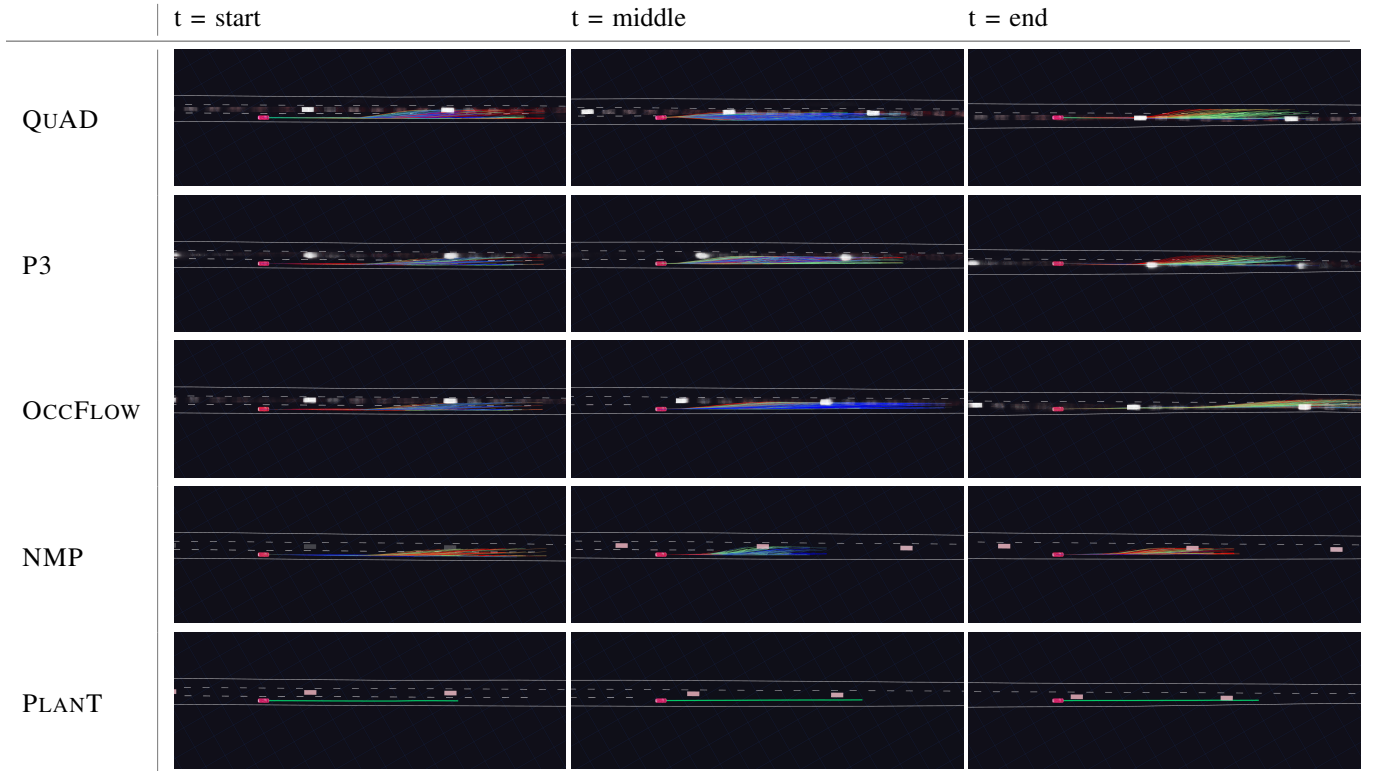 t = start t = middle t = end
QUAD
P3
OCCFLOW
NMP
PLANT